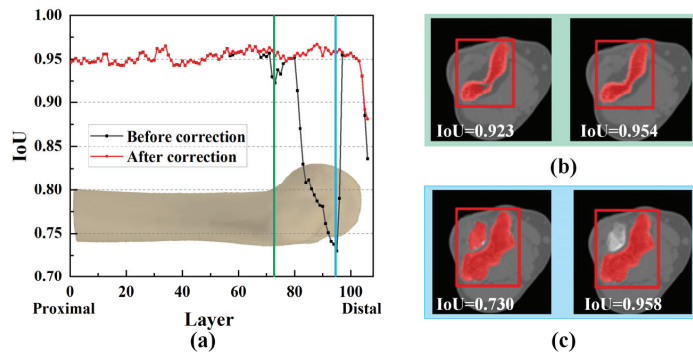 (a)
1.00
0.95
0.90
0.85
0.80
0.75
0.70
IoU
Before correction
After correction
0 20 40 60 80 100
Proximal Layer Distal
IoU=0.923 IoU=0.954
(b)
IoU=0.730 IoU=0.958
(c)